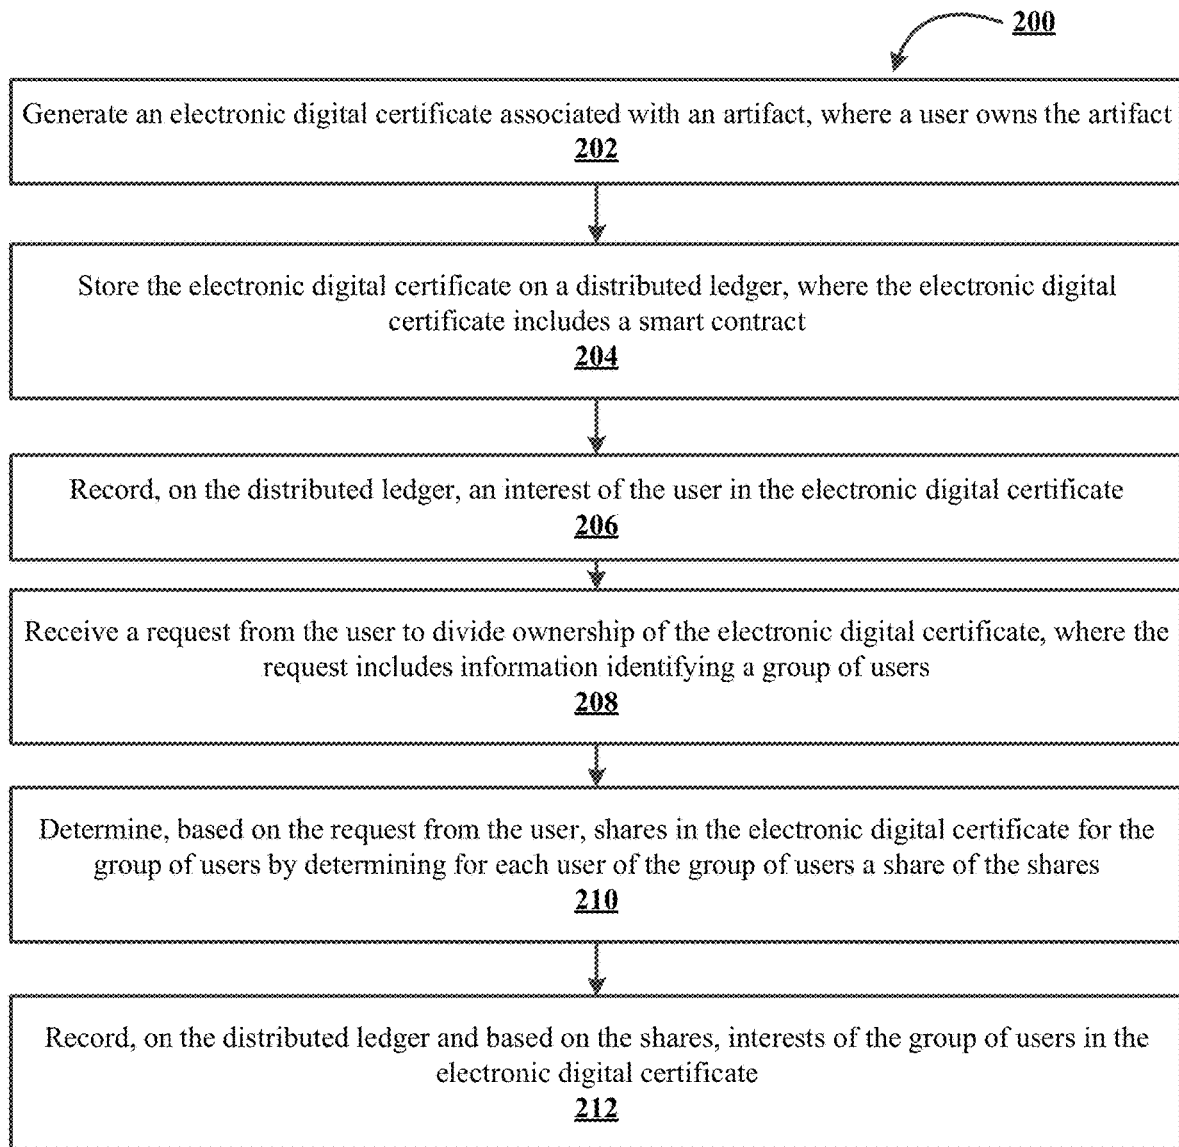 200
Generate an electronic digital certificate associated with an artifact, where a user owns the artifact
202
Store the electronic digital certificate on a distributed ledger, where the electronic digital
certificate includes a smart contract
204
Record, on the distributed ledger, an interest of the user in the electronic digital certificate
206
Receive a request from the user to divide ownership of the electronic digital certificate, where the
request includes information identifying a group of users
208
Determine, based on the request from the user, shares in the electronic digital certificate for the
group of users by determining for each user of the group of users a share of the shares
210
Record, on the distributed ledger and based on the shares, interests of the group of users in the
electronic digital certificate
212